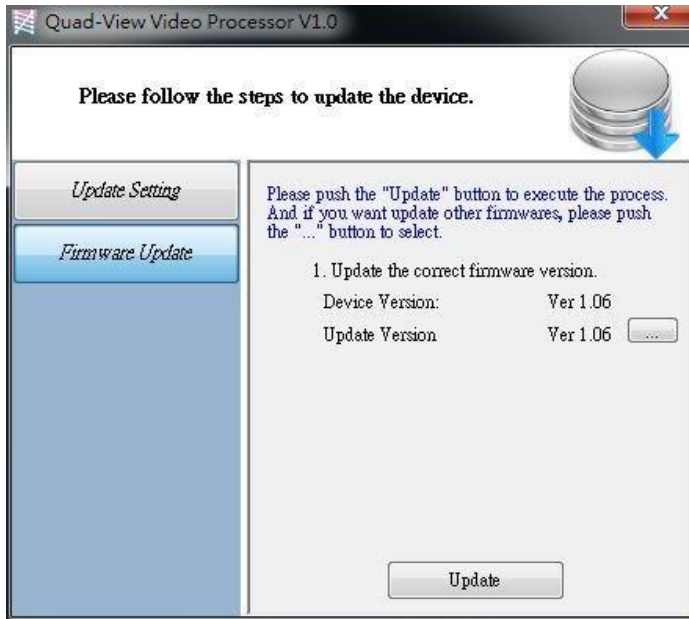 Quad-View Video Processor V1.0
x
Please follow the steps to update the device.
Update Setting
Firmware Update
Please push the "Update" button to execute the process.
And if you want update other firmwares, please push
the "..." button to select.
1. Update the correct firmware version.
Device Version: Ver 1.06
Update Version Ver 1.06 ...
Update